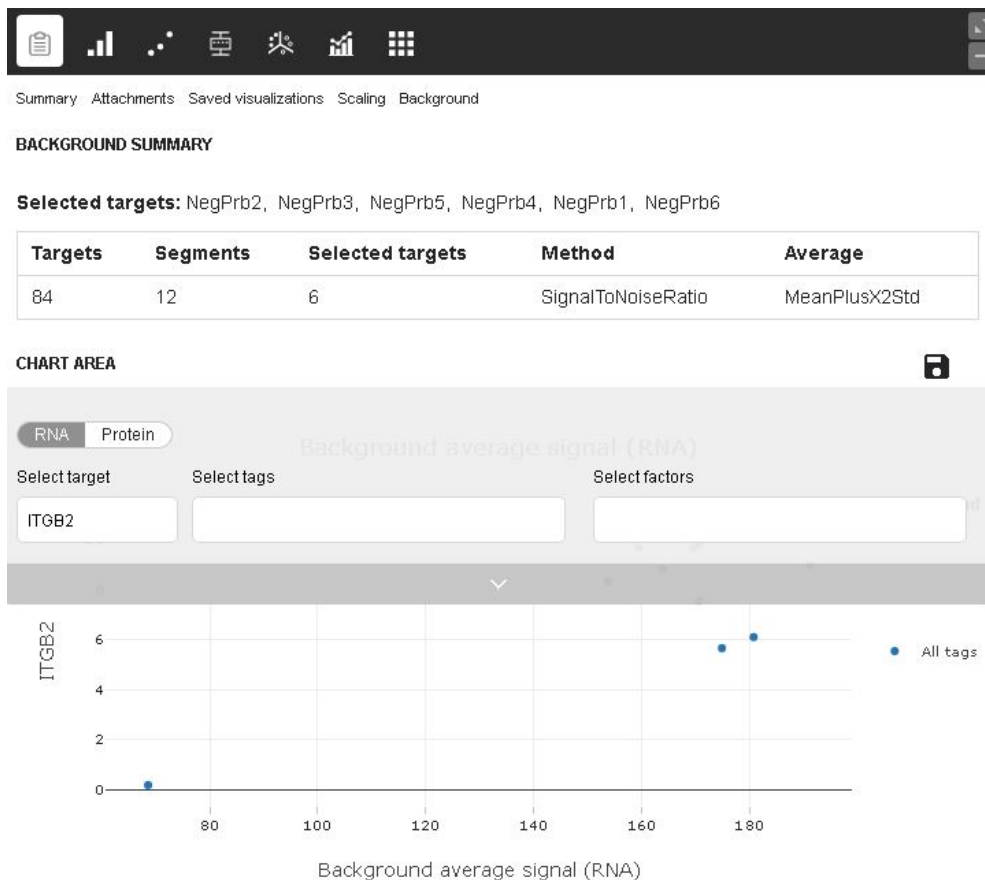 Summary Attachments Saved visualizations Scaling Background
BACKGROUND SUMMARY
Selected targets: NegPrb2, NegPrb3, NegPrb5, NegPrb4, NegPrb1, NegPrb6
Targets Segments Selected targets Method Average
84 12 6 SignalToNoiseRatio MeanPlusX2Std
CHART AREA
RNA Protein
Background average signal (RNA)
Select target Select tags Select factors
ITGB2
ITGB2
6
All tags
4
2
0
80 100 120 140 160 180
Background average signal (RNA)